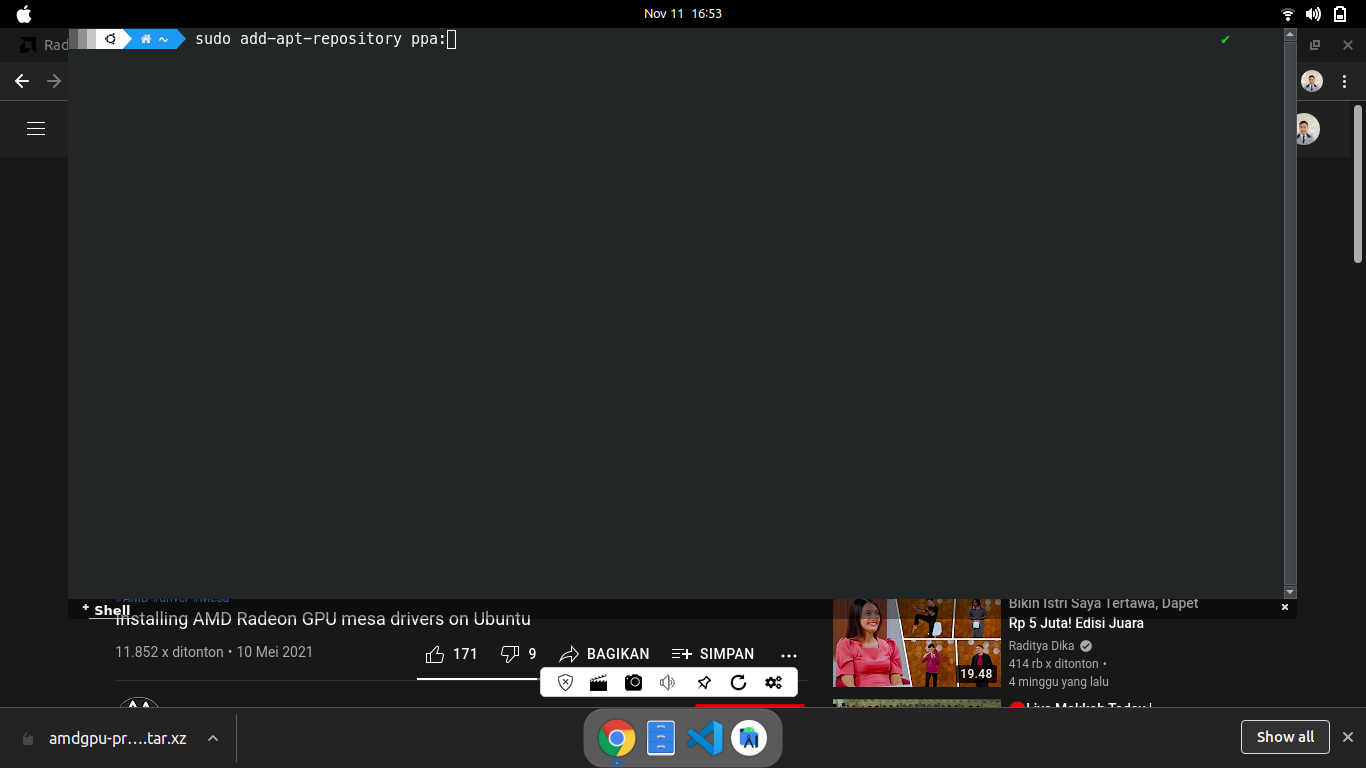 Nov 11 16:53
Rad
~ sudo add-apt-repository ppa:
+ Shell
#AMD #driver #Mesa
Installing AMD Radeon GPU mesa drivers on Ubuntu
11.852 x ditonton • 10 Mei 2021
171
9
BAGIKAN
SIMPAN
Bikin Istri Saya Tertawa, Dapet
Rp 5 Juta! Edisi Juara
Raditya Dika
414 rb x ditonton •
4 minggu yang lalu
19.48
Live Makkah Today |
amdgpu-pr....tar.xz
Show all